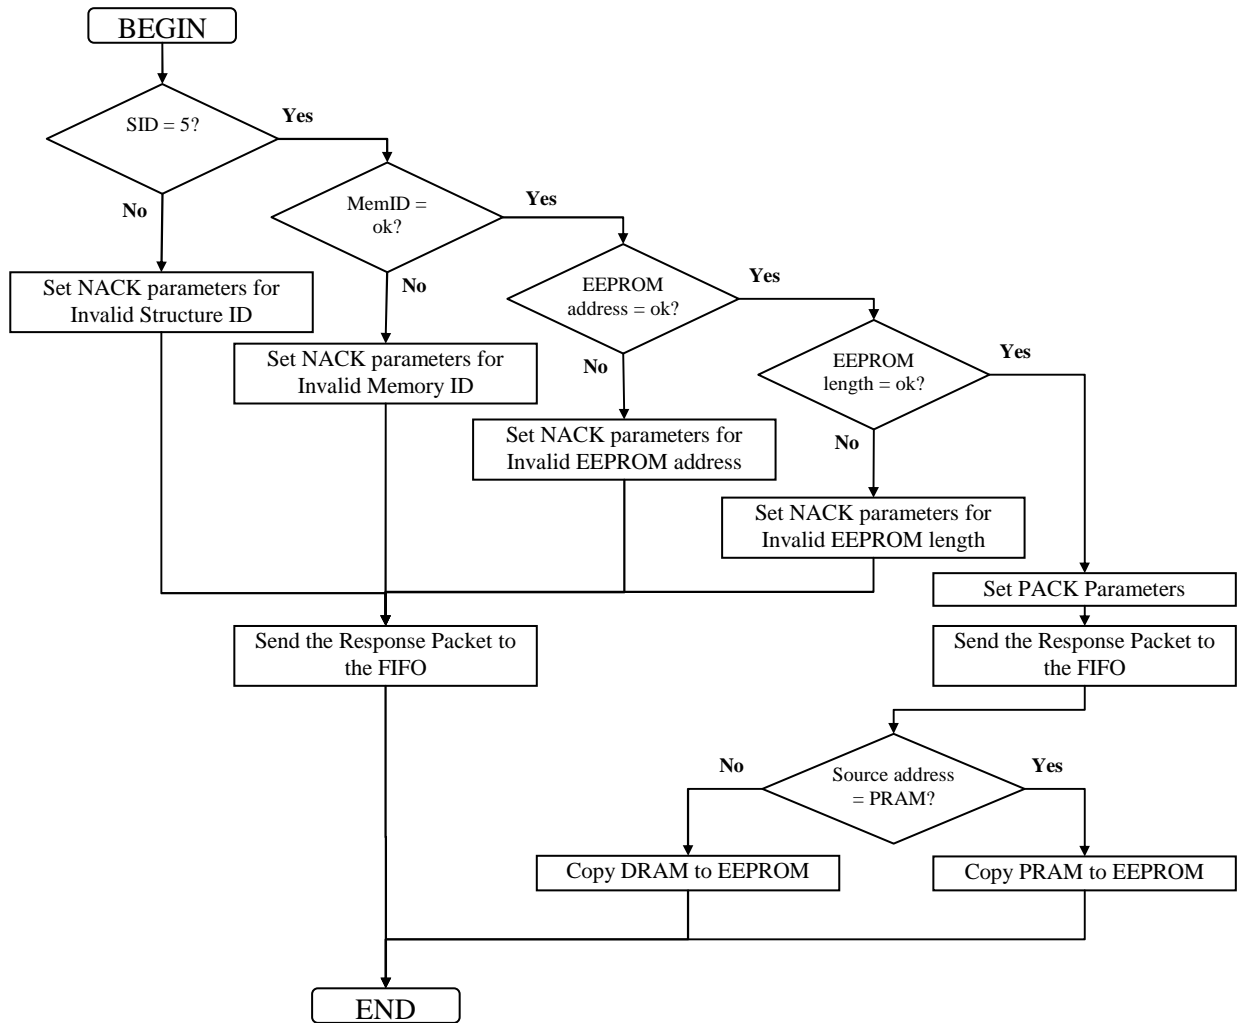 BEGIN
SID = 5?
Yes
No
MemID =
ok?
Yes
No
Set NACK parameters for
Invalid Structure ID
EEPROM
address = ok?
Yes
No
Set NACK parameters for
Invalid Memory ID
EEPROM
length = ok?
Yes
No
Set NACK parameters for
Invalid EEPROM address
Set NACK parameters for
Invalid EEPROM length
Set PACK Parameters
Send the Response Packet to
the FIFO
Send the Response Packet to
the FIFO
Source address
= PRAM?
No
Yes
Copy DRAM to EEPROM
Copy PRAM to EEPROM
END